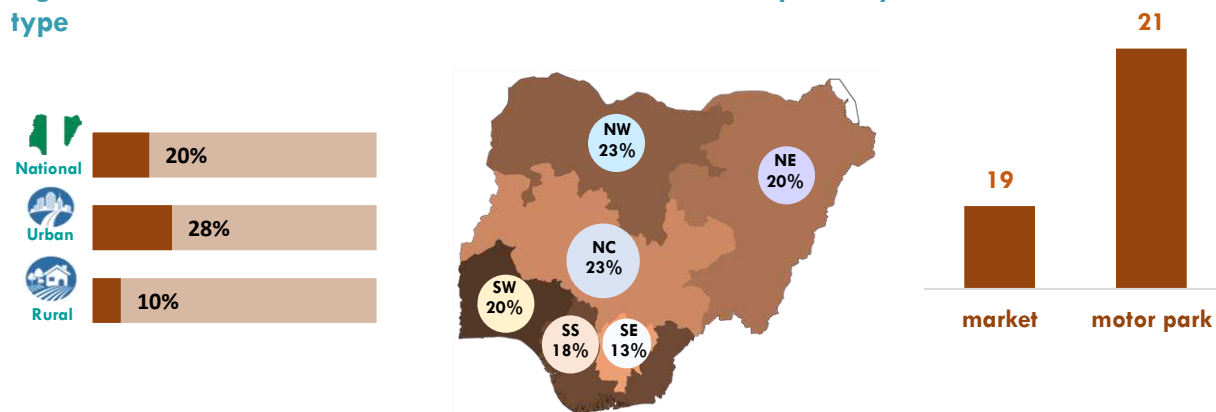 type
National
20%
Urban
28%
Rural
10%
NW
23%
NE
20%
NC
23%
SW
20%
SS
18%
SE
13%
21
19
market
motor park